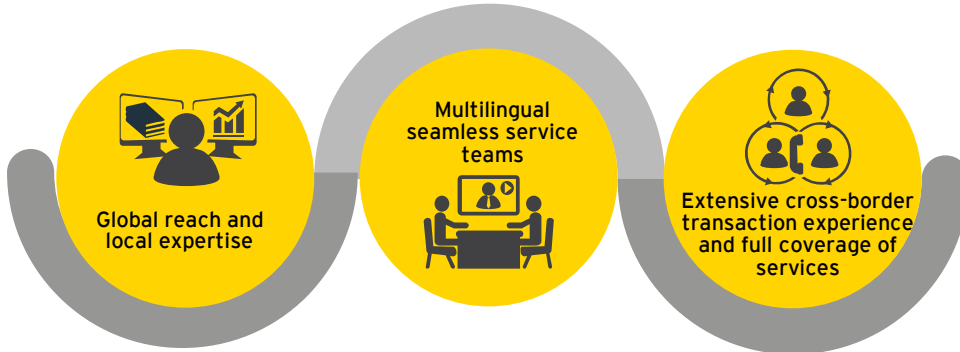 Global reach and
local expertise
Multilingual
seamless service
teams
Extensive cross-border
transaction experience
and full coverage of
services